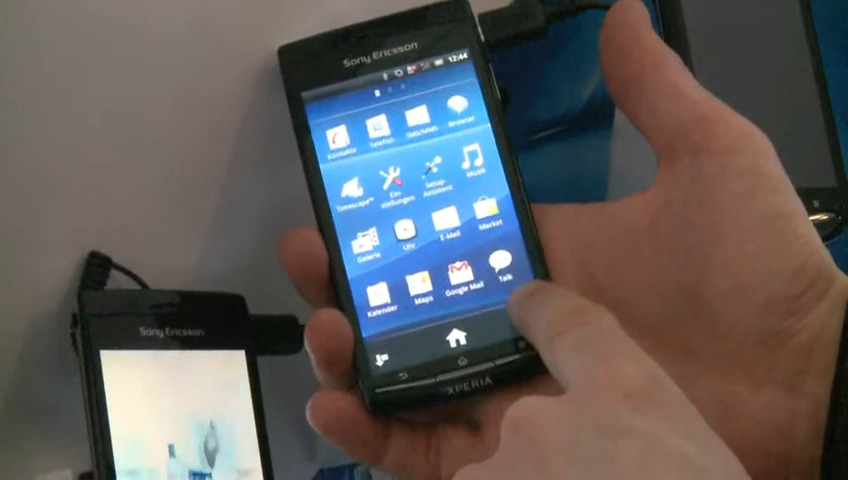 Sony Ericsson
12:44
Kontakte Telefon SMS/MMS Browser
Timescape™ Ein-
stellungen Setup-
Assistent Musik
Galerie Uhr E-Mail Market
Kalender Maps Google Mail Talk
XPERIA
Sony Ericsson